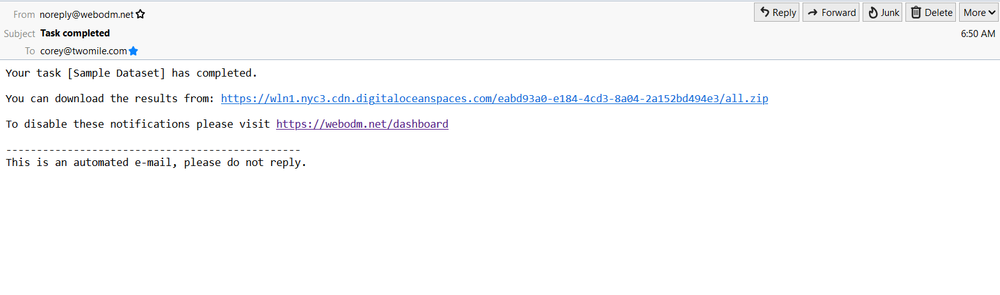 From noreply@webodm.net Reply Forward Junk Delete More
Subject Task completed 6:50 AM
To corey@twomile.com
Your task [Sample Dataset] has completed.
You can download the results from: https://wln1.nyc3.cdn.digitaloceanspaces.com/eabd93a0-e184-4cd3-8a04-2a152bd494e3/all.zip
To disable these notifications please visit https://webodm.net/dashboard
------------------------------------------------
This is an automated e-mail, please do not reply.